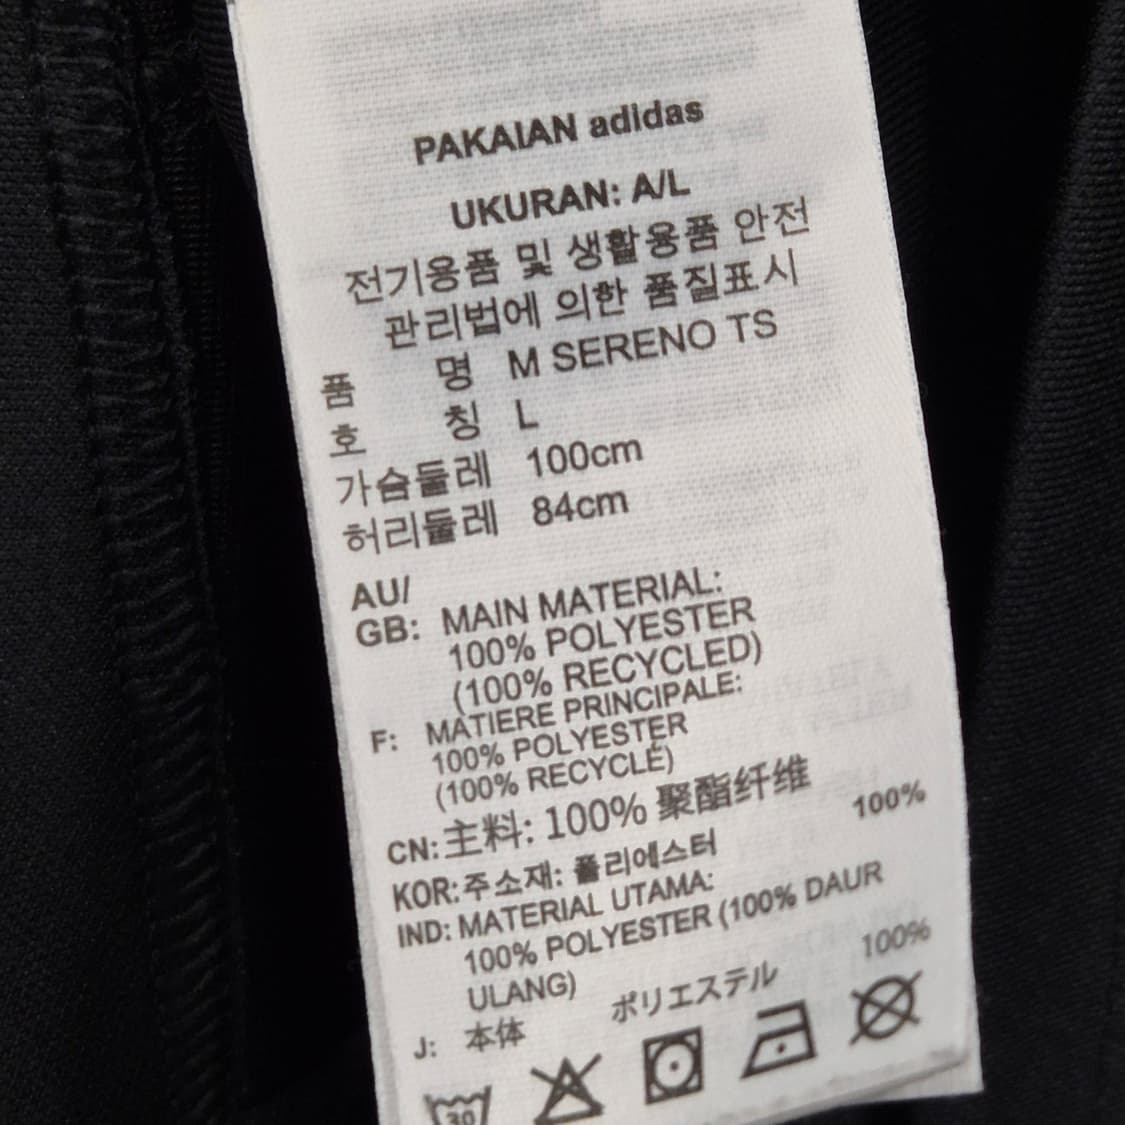 PAKAIAN adidas
UKURAN: A/L
전기용품 및 생활용품 안전
관리법에 의한 품질표시
품 명 M SERENO TS
호 칭 L
가슴둘레 100cm
허리둘레 84cm
AU/
GB: MAIN MATERIAL:
100% POLYESTER
(100% RECYCLED)
F: MATIERE PRINCIPALE:
100% POLYESTER
(100% RECYCLÉ)
CN: 主料: 100% 聚酯纤维
KOR: 주소재: 폴리에스터 100%
IND: MATERIAL UTAMA:
100% POLYESTER (100% DAUR
ULANG)
J: 本体 ポリエステル 100%
30